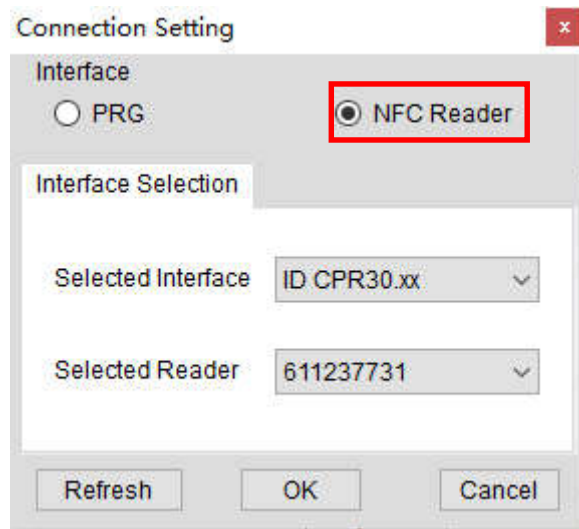 Connection Setting
x
Interface
PRG
NFC Reader
Interface Selection
Selected Interface
ID CPR30.xx
Selected Reader
611237731
Refresh
OK
Cancel